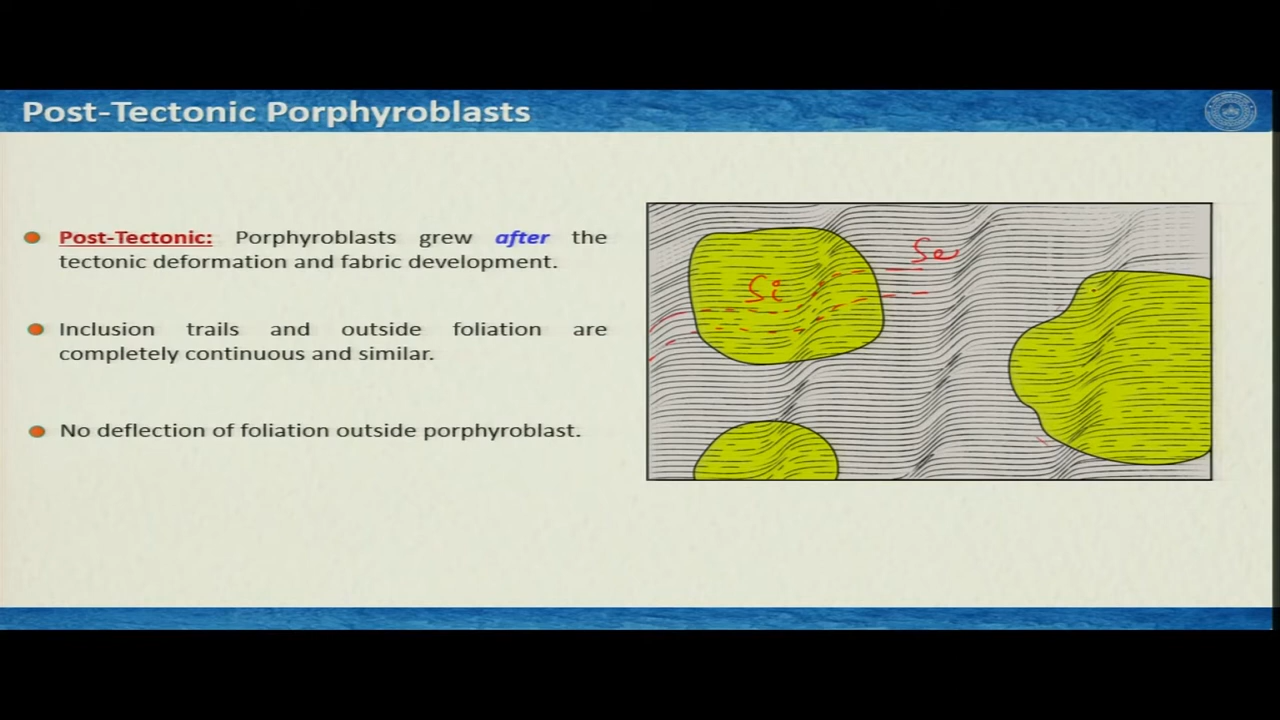 Post-Tectonic Porphyroblasts
Post-Tectonic: Porphyroblasts grew after the
tectonic deformation and fabric development.
Inclusion trails and outside foliation are
completely continuous and similar.
No deflection of foliation outside porphyroblast.
Se
Si